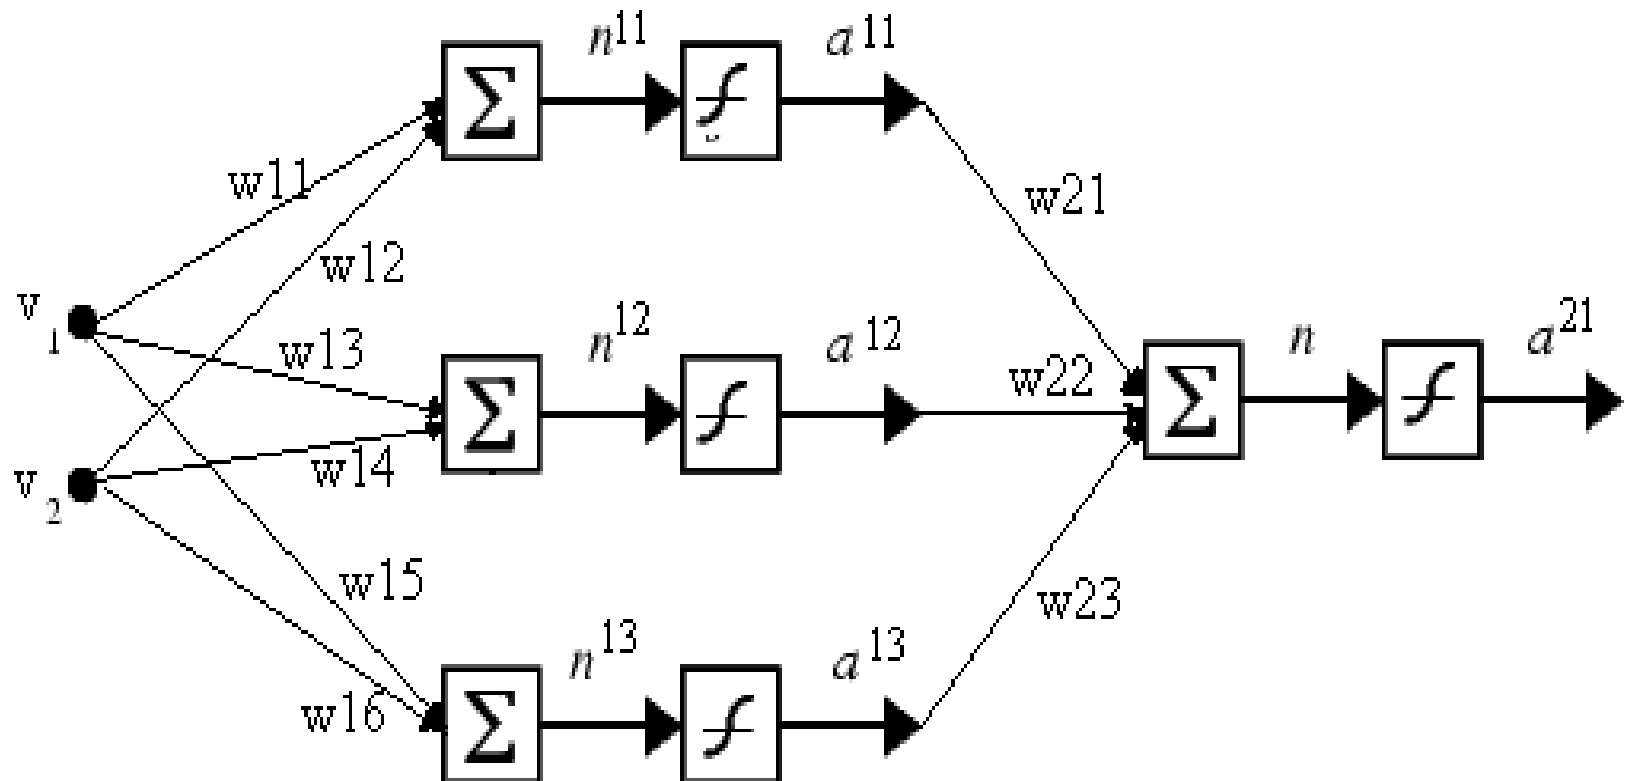 n11
a11
Σ
∫
w11
w21
w12
v1
n12
a12
n
a21
w13
w22
Σ
∫
Σ
∫
w14
v2
w15
w23
n13
a13
w16
Σ
∫